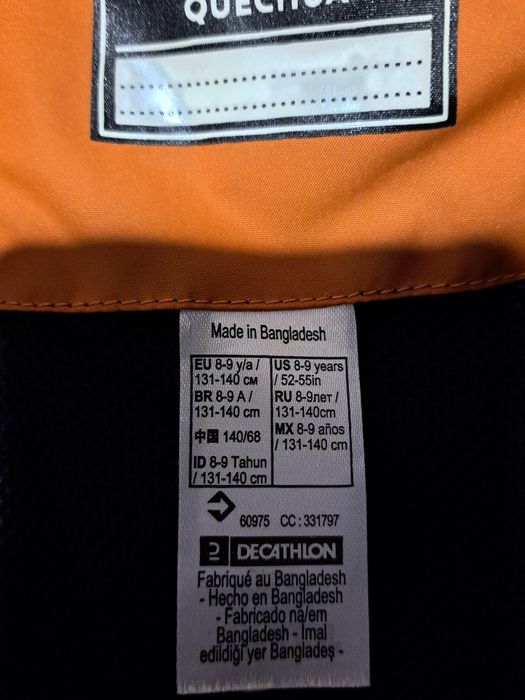 QUECHUA
Made in Bangladesh
EU 8-9 y/a /
131-140 см
BR 8-9 A /
131-140 cm
中国 140/68
ID 8-9 Tahun
/ 131-140 cm
US 8-9 years
/ 52-55in
RU 8-9лет /
131-140cm
MX 8-9 años
/ 131-140 cm
60975 CC : 331797
DECATHLON
Fabriqué au Bangladesh
- Hecho en Bangladesh
- Fabricado na/em
Bangladesh - İmal
edildiği yer Bangladeş -